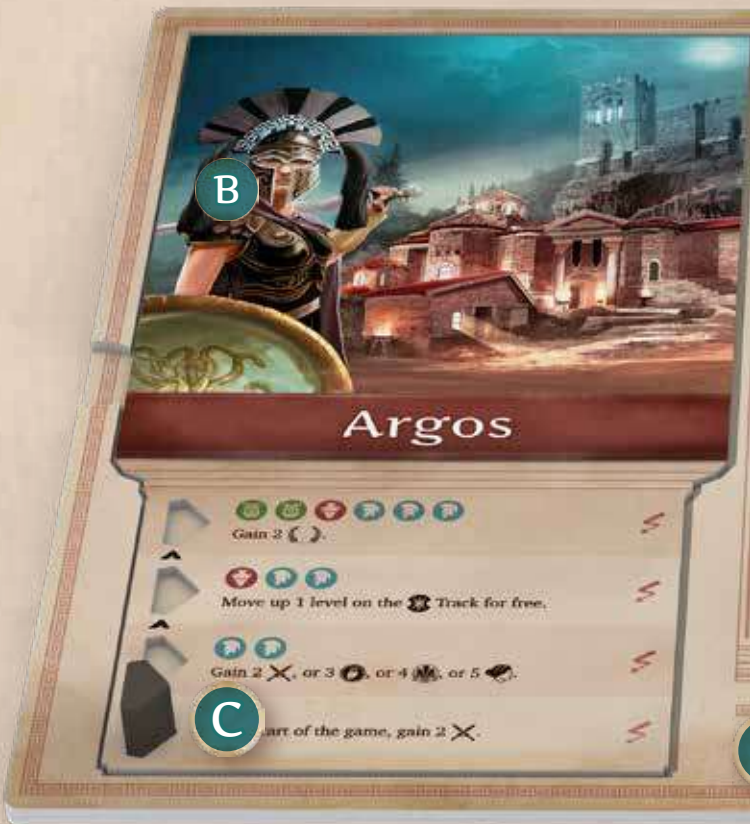 B
Argos
Gain 2 .
Move up 1 level on the Track for free.
Gain 2 , or 3 , or 4 , or 5 .
C
art of the game, gain 2 .